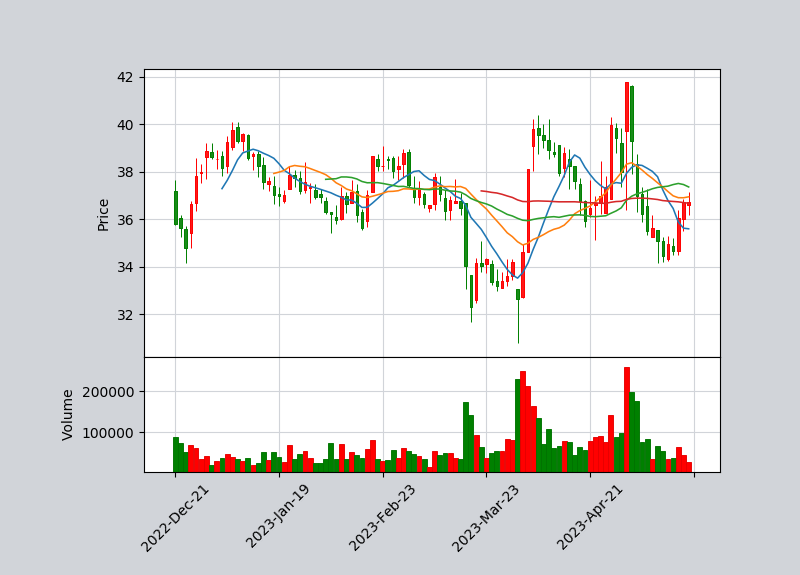 42
40
38
36
34
32
Price
200000
100000
Volume
2022-Dec-21
2023-Jan-19
2023-Feb-23
2023-Mar-23
2023-Apr-21